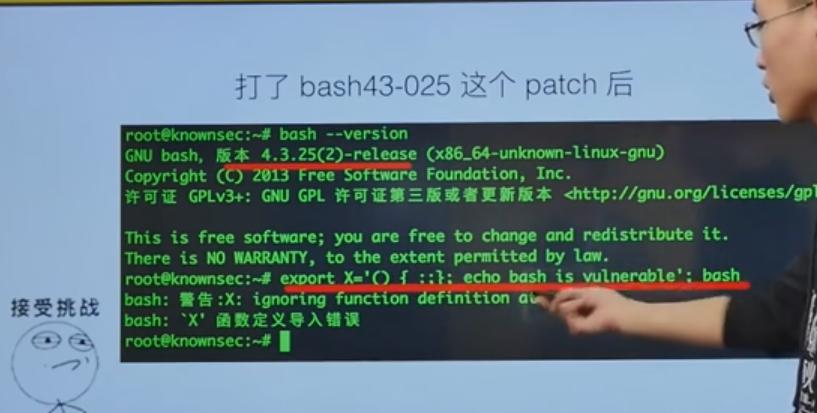 打了 bash43-025 这个 patch 后
root@knownsec:~# bash --version
GNU bash, 版本 4.3.25(2)-release (x86_64-unknown-linux-gnu)
Copyright (C) 2013 Free Software Foundation, Inc.
许可证 GPLv3+: GNU GPL 许可证第三版或者更新版本 <http://gnu.org/licenses/gpl
This is free software; you are free to change and redistribute it.
There is NO WARRANTY, to the extent permitted by law.
root@knownsec:~# export X='() { :;}; echo bash is vulnerable'; bash
bash: 警告:X: ignoring function definition
bash: `X' 函数定义导入错误
root@knownsec:~#
接受挑战